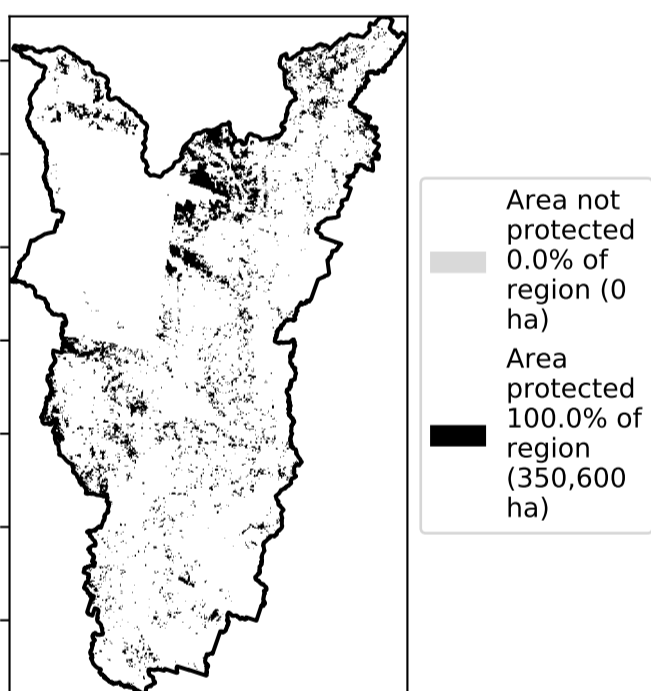 Area not
protected
0.0% of
region (0
ha)
Area
protected
100.0% of
region
(350,600
ha)